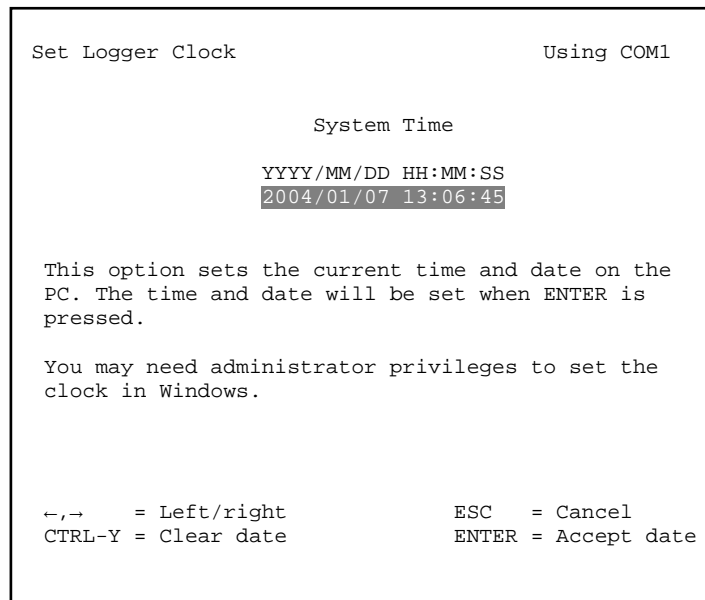 Set Logger Clock Using COM1
System Time
YYYY/MM/DD HH:MM:SS
2004/01/07 13:06:45
This option sets the current time and date on the
PC. The time and date will be set when ENTER is
pressed.
You may need administrator privileges to set the
clock in Windows.
←,→ = Left/right ESC = Cancel
CTRL-Y = Clear date ENTER = Accept date